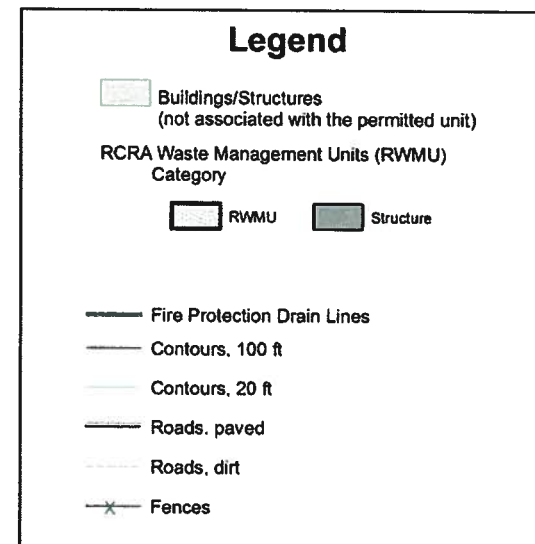 Legend
Buildings/Structures
(not associated with the permitted unit)
RCRA Waste Management Units (RWMU)
Category
RWMU Structure
Fire Protection Drain Lines
Contours, 100 ft
Contours, 20 ft
Roads. paved
Roads, dirt
Fences